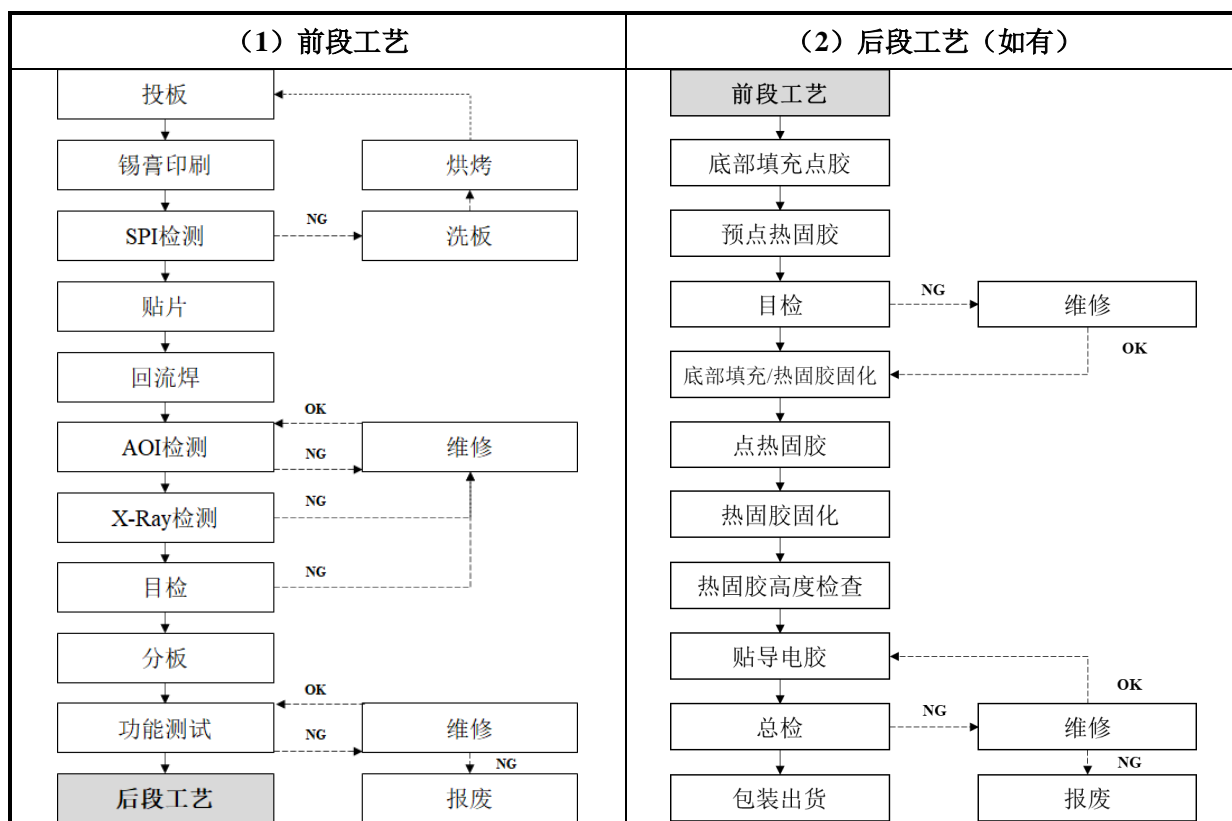 （1）前段工艺
投板
锡膏印刷
烘烤
SPI检测
NG
洗板
贴片
回流焊
OK
AOI检测
NG
维修
X-Ray检测
NG
目检
NG
分板
OK
功能测试
NG
维修
NG
后段工艺
报废
（2）后段工艺（如有）
前段工艺
底部填充点胶
预点热固胶
目检
NG
维修
OK
底部填充/热固胶固化
点热固胶
热固胶固化
热固胶高度检查
贴导电胶
OK
总检
NG
维修
NG
包装出货
报废